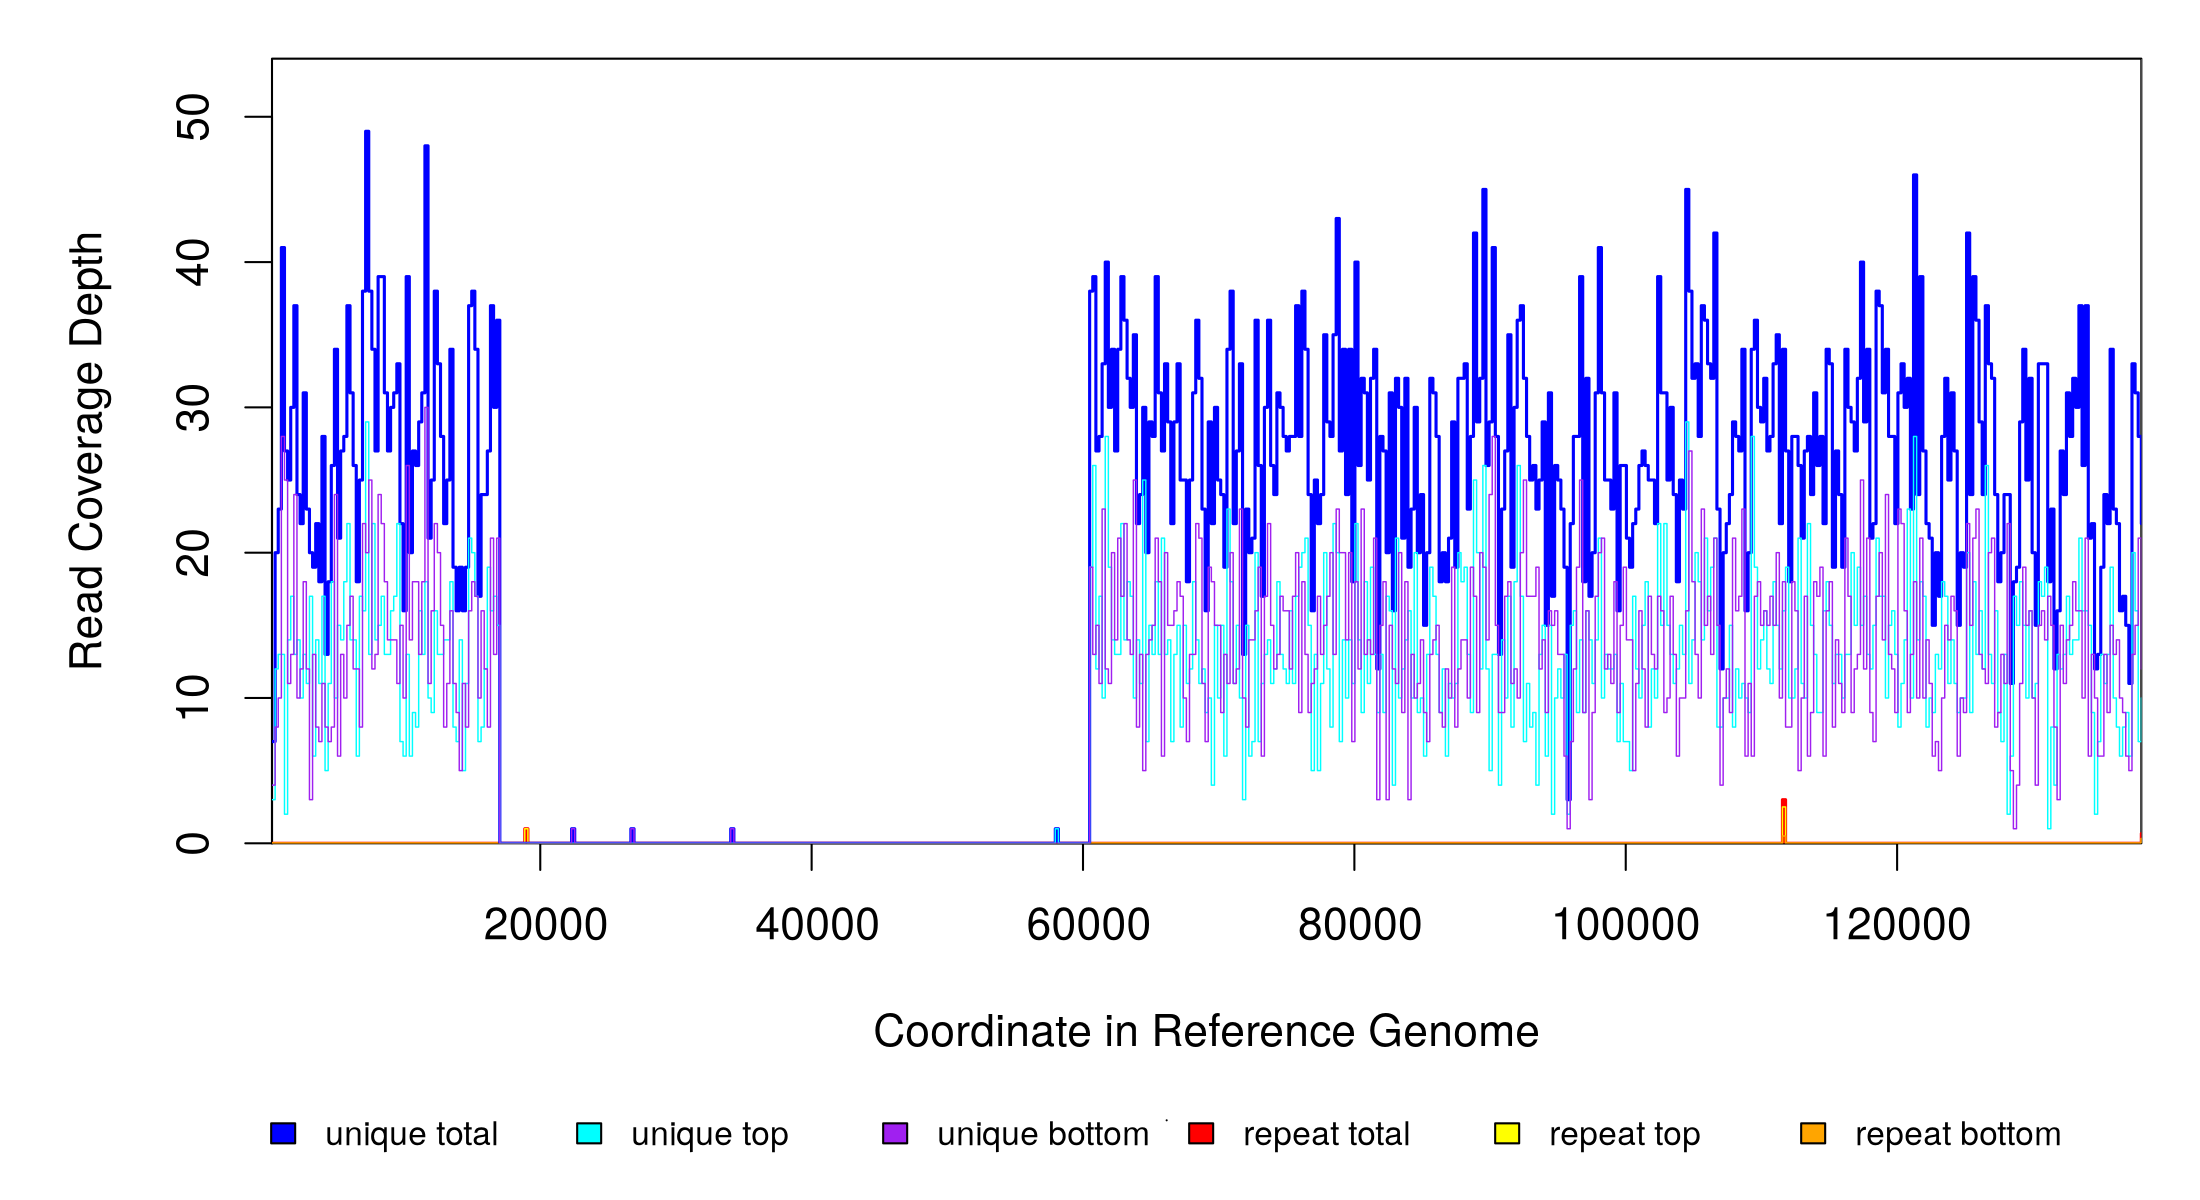 Read Coverage Depth
50
40
30
20
10
0
20000 40000 60000 80000 100000 120000
Coordinate in Reference Genome
unique total unique top unique bottom repeat total repeat top repeat bottom